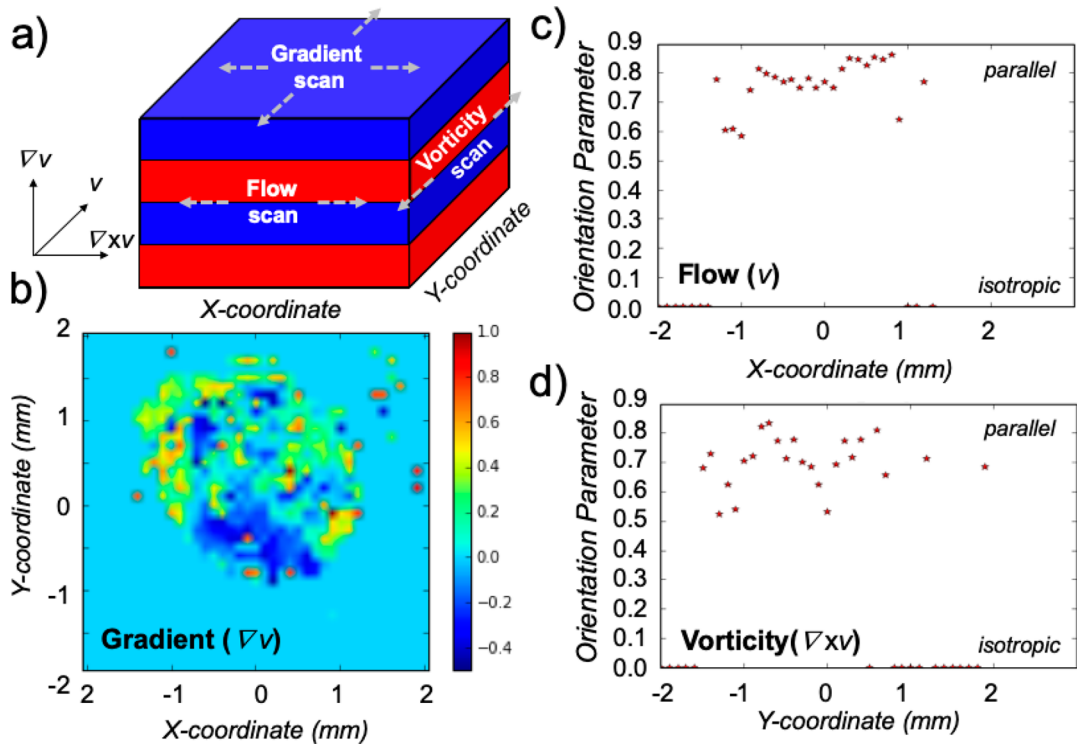 a)
Gradient
scan
Vorticity
scan
Flow
scan
∇v
v
∇xv
X-coordinate
Y-coordinate
b)
2
1
0
-1
-2
Y-coordinate (mm)
Gradient ( ∇v)
-2 -1 0 1 2
X-coordinate (mm)
1.0
0.8
0.6
0.4
0.2
0.0
−0.2
−0.4
c)
0.9
0.8
0.7
0.6
0.5
0.4
0.3
0.2
0.1
0.0
Orientation Parameter
parallel
Flow (v)
isotropic
-2 -1 0 1 2
X-coordinate (mm)
d)
0.9
0.8
0.7
0.6
0.5
0.4
0.3
0.2
0.1
0.0
Orientation Parameter
parallel
Vorticity(∇xv)
isotropic
-2 -1 0 1 2
Y-coordinate (mm)